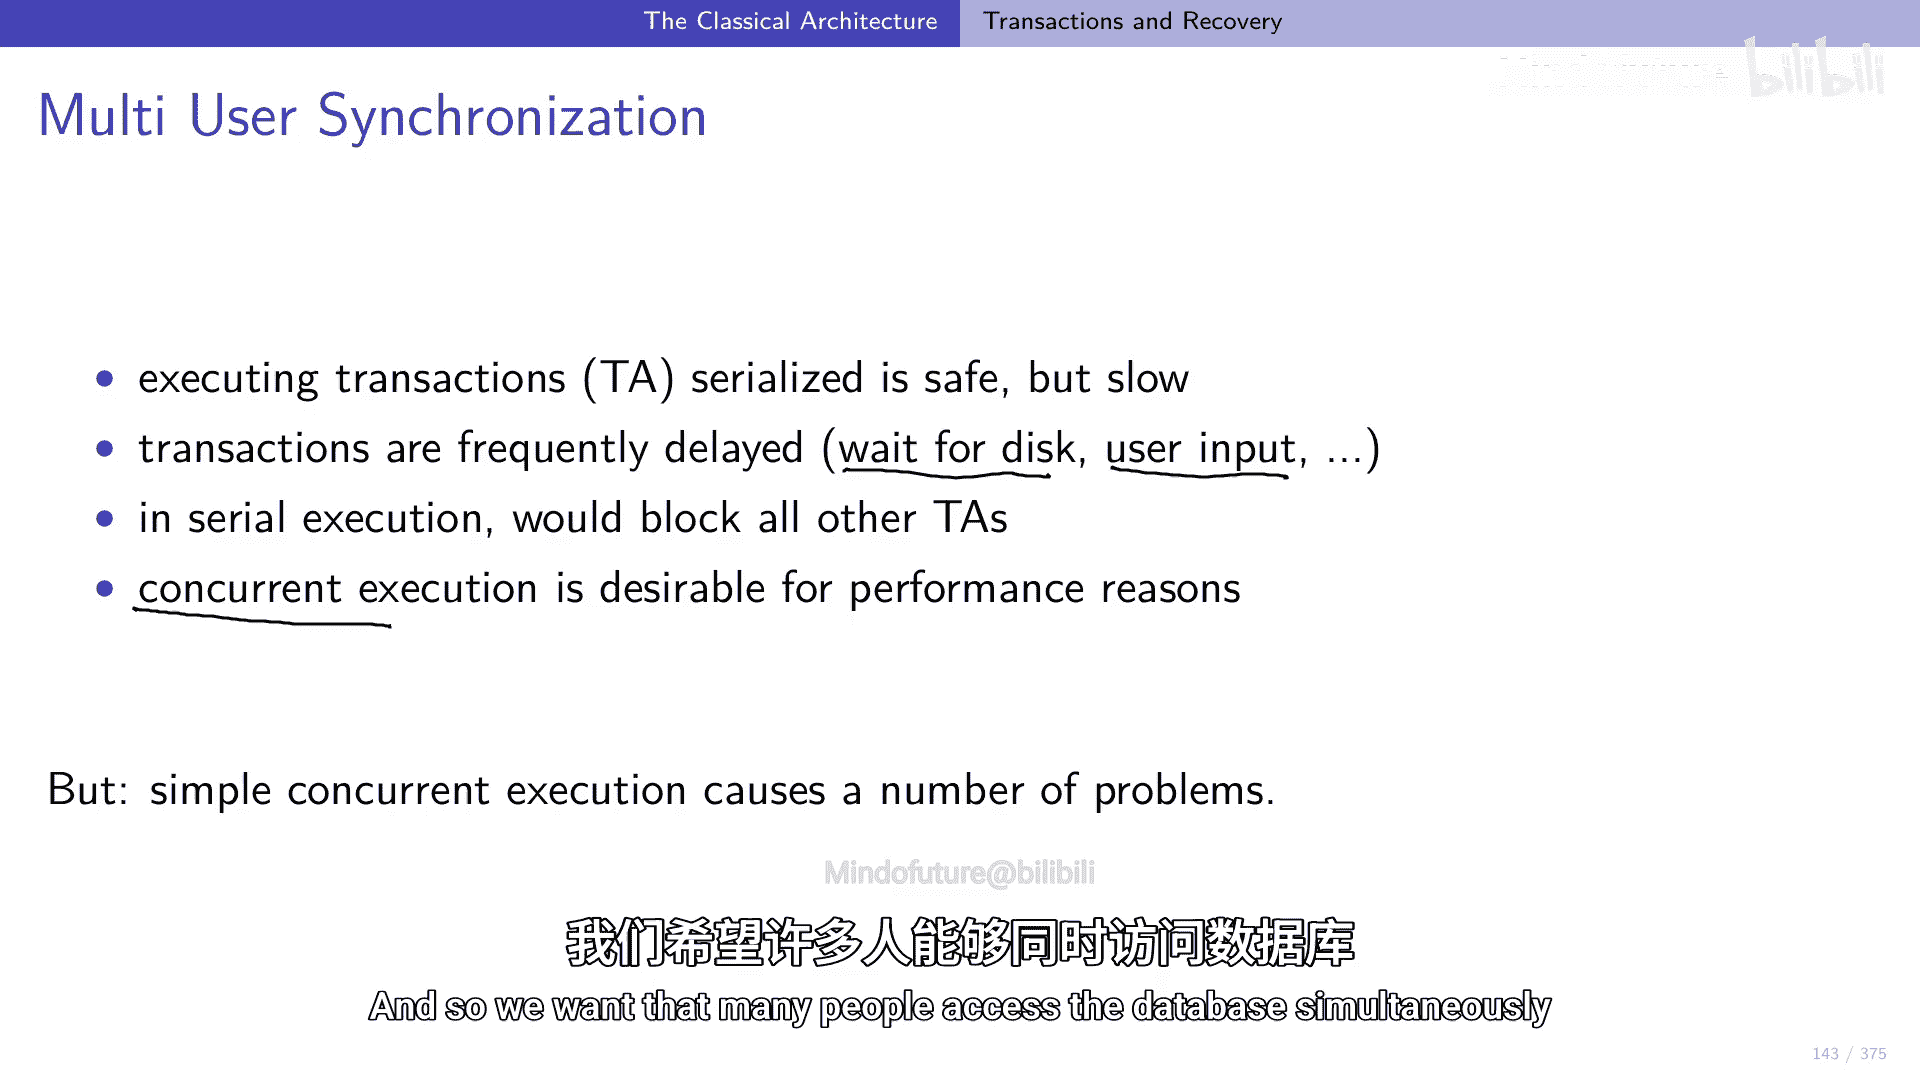 The Classical Architecture Transactions and Recovery
bilibili
Multi User Synchronization
• executing transactions (TA) serialized is safe, but slow
• transactions are frequently delayed (wait for disk, user input, ...)
• in serial execution, would block all other TAs
• concurrent execution is desirable for performance reasons
But: simple concurrent execution causes a number of problems.
Mindofuture@bilibili
我们希望许多人能够同时访问数据库
And so we want that many people access the database simultaneously
143 / 375